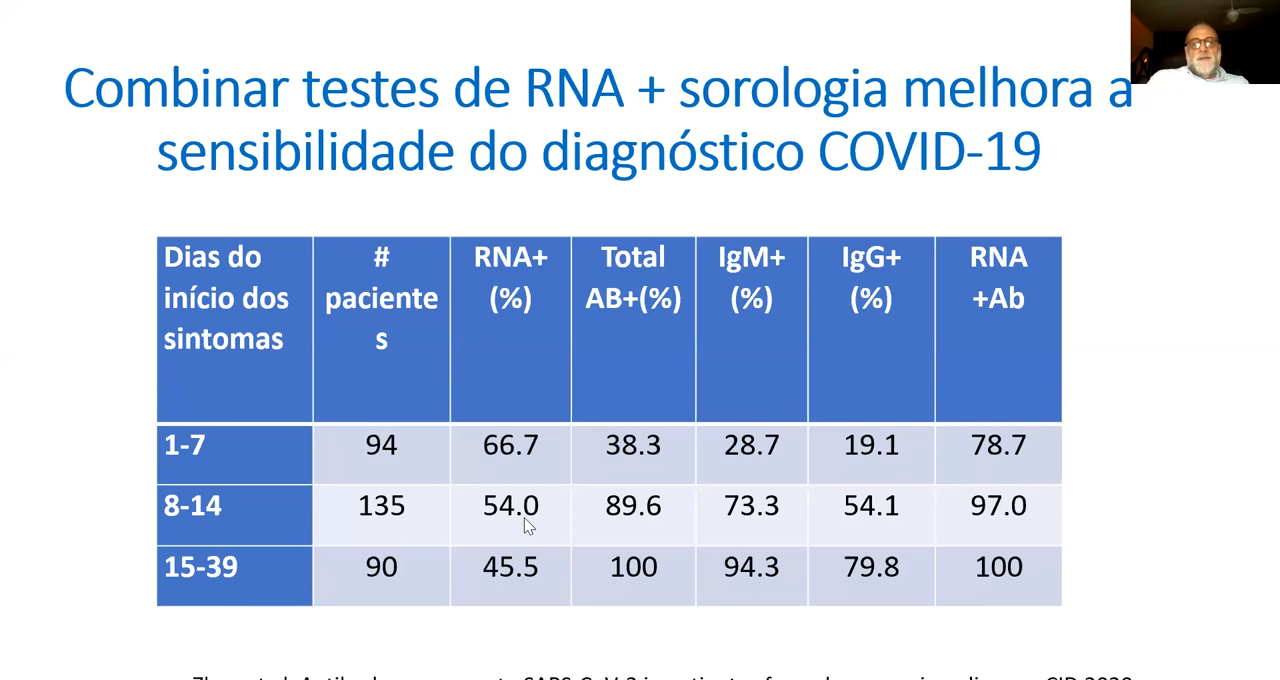 Combinar testes de RNA + sorologia melhora a
sensibilidade do diagnóstico COVID-19
Dias do início dos sintomas | # pacientes | RNA+ (%) | Total AB+(%) | IgM+ (%) | IgG+ (%) | RNA +Ab
1-7 | 94 | 66.7 | 38.3 | 28.7 | 19.1 | 78.7
8-14 | 135 | 54.0 | 89.6 | 73.3 | 54.1 | 97.0
15-39 | 90 | 45.5 | 100 | 94.3 | 79.8 | 100